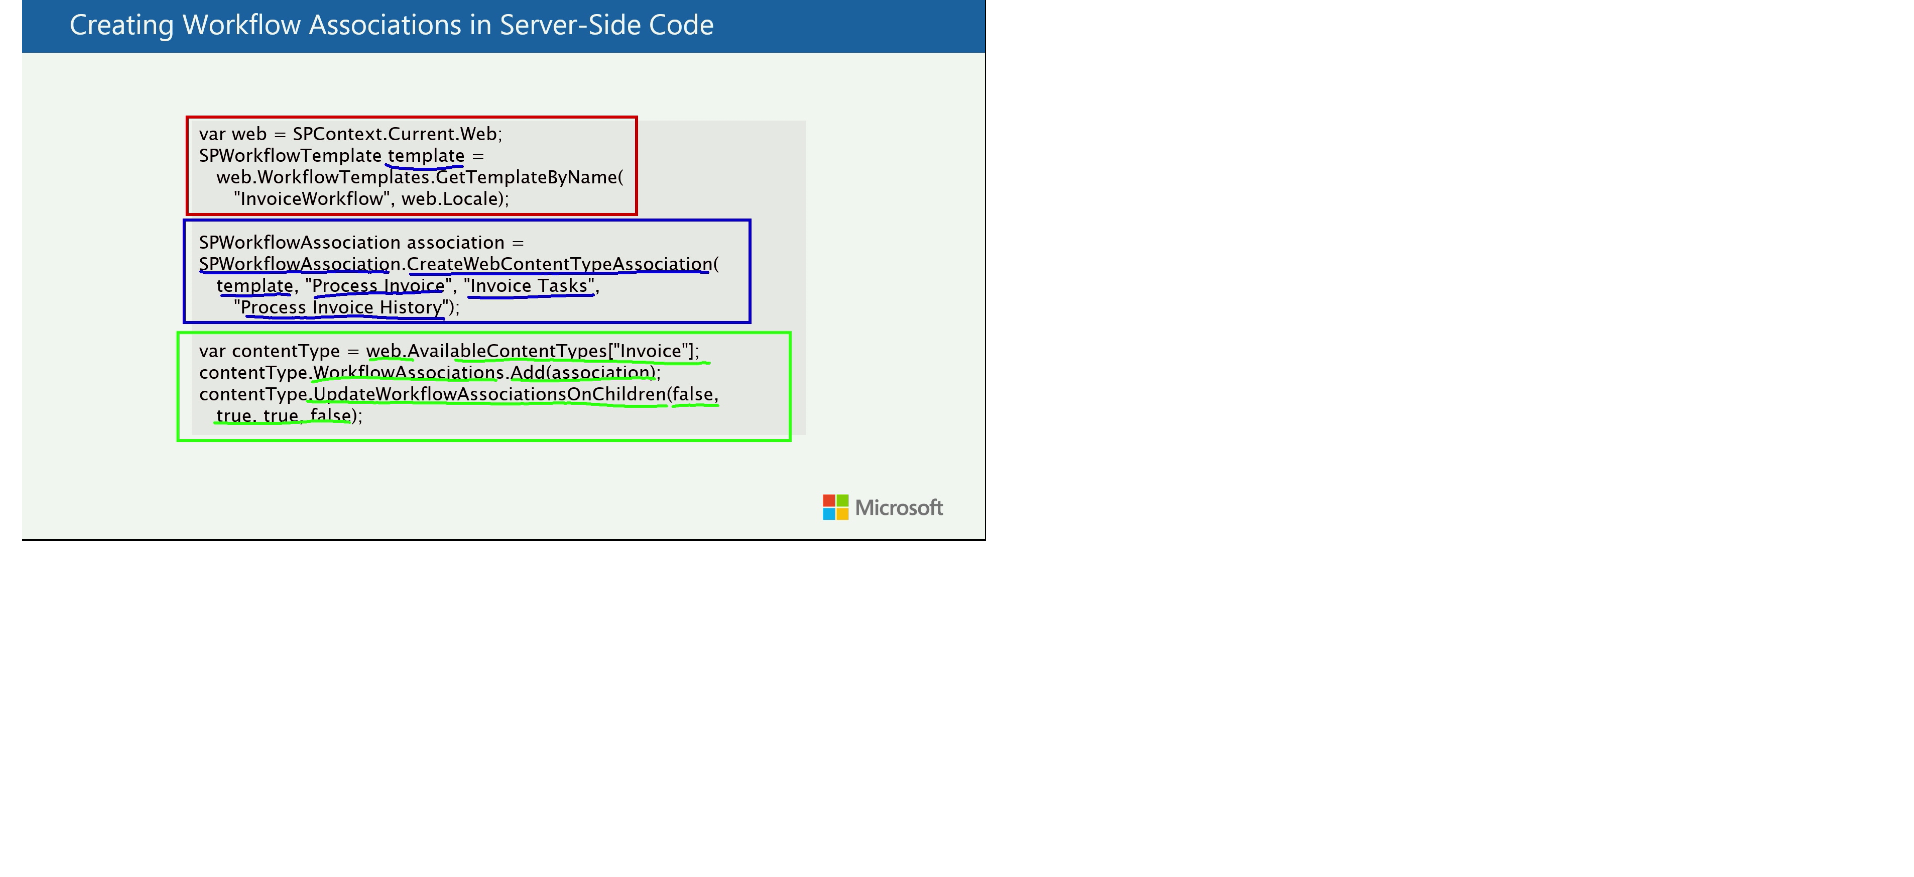 Creating Workflow Associations in Server-Side Code
var web = SPContext.Current.Web;
SPWorkflowTemplate template =
web.WorkflowTemplates.GetTemplateByName(
"InvoiceWorkflow", web.Locale);
SPWorkflowAssociation association =
SPWorkflowAssociation.CreateWebContentTypeAssociation(
template, "Process Invoice", "Invoice Tasks",
"Process Invoice History");
var contentType = web.AvailableContentTypes["Invoice"];
contentType.WorkflowAssociations.Add(association);
contentType.UpdateWorkflowAssociationsOnChildren(false,
true, true, false);
Microsoft